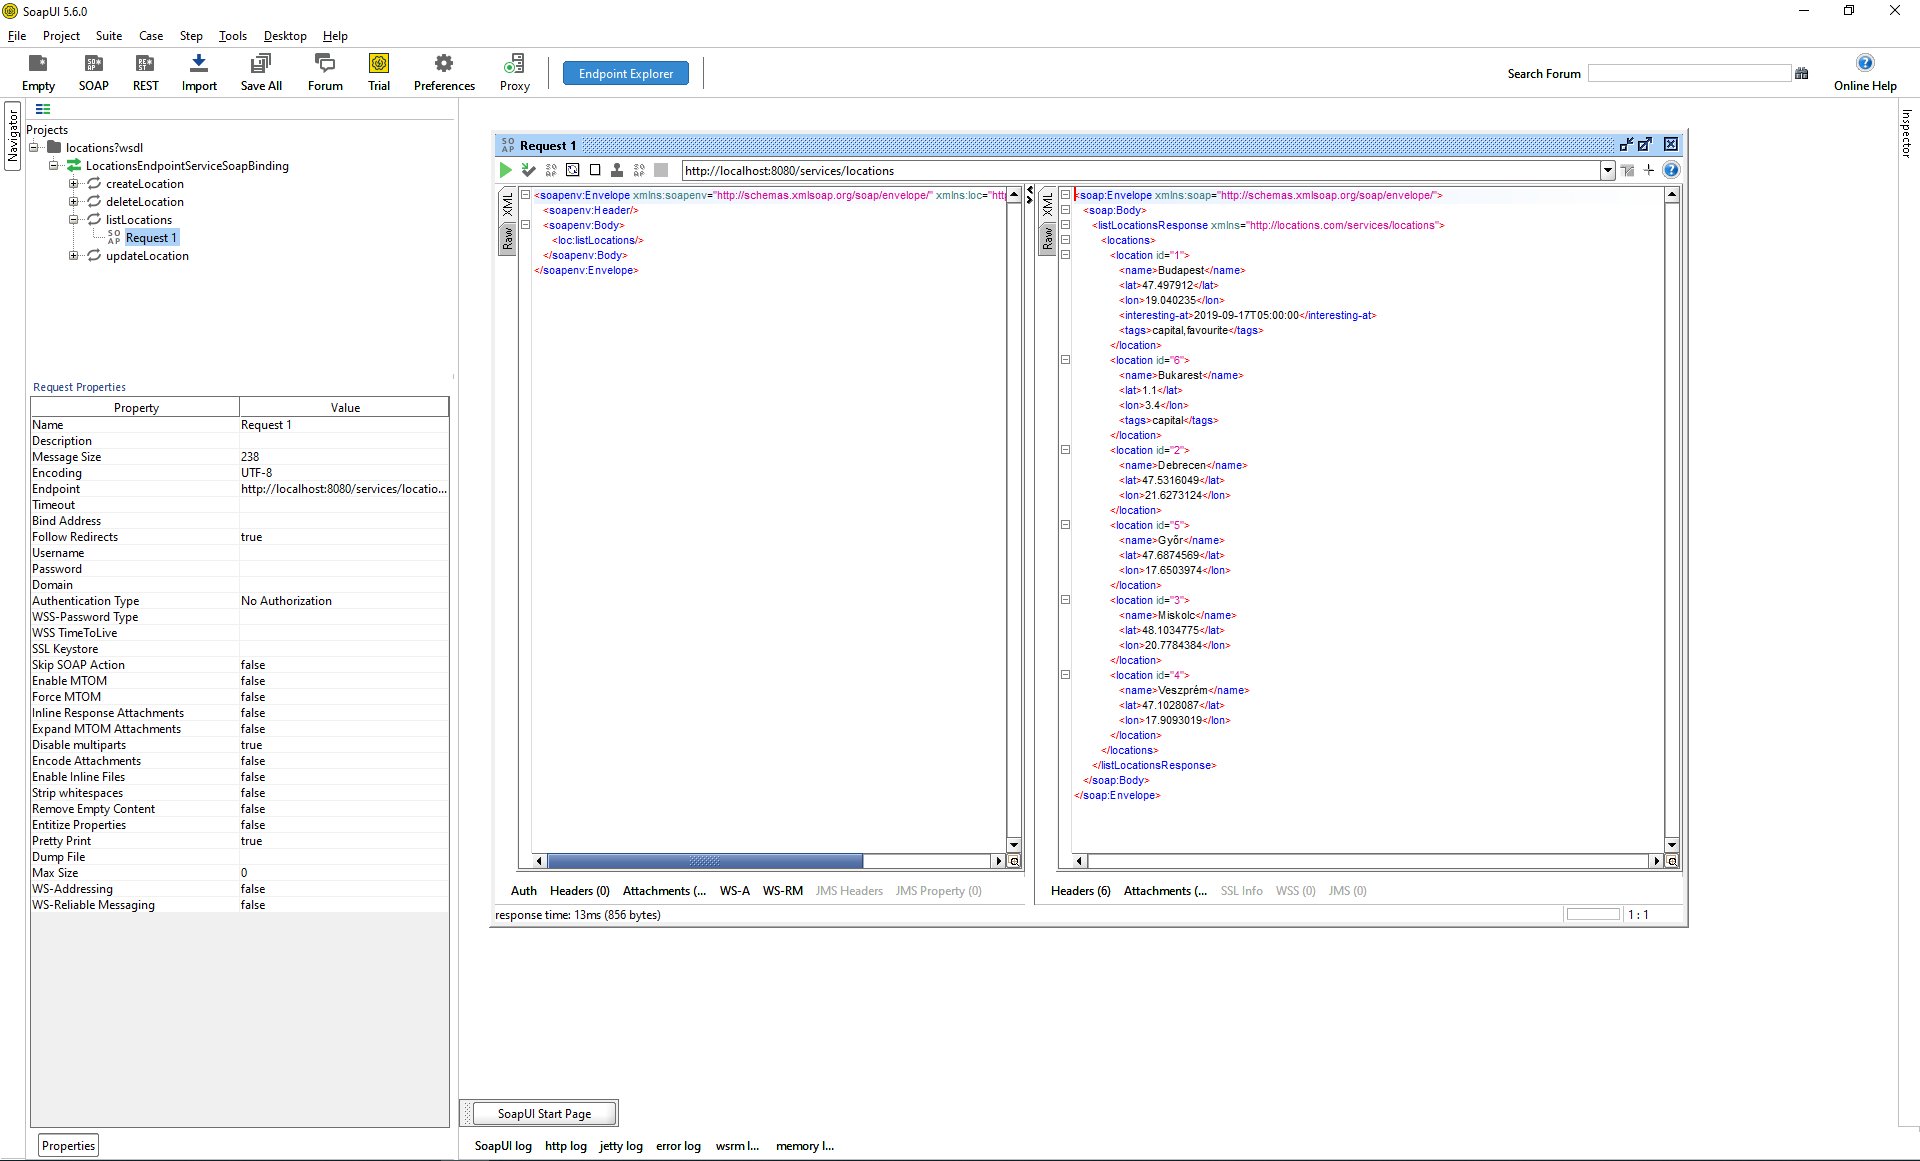 SoapUI 5.6.0
File Project Suite Case Step Tools Desktop Help
Empty SOAP REST Import Save All Forum Trial Preferences Proxy Endpoint Explorer Search Forum Online Help
Navigator
Projects
locations?wsdl
LocationsEndpointServiceSoapBinding
createLocation
deleteLocation
listLocations
Request 1
updateLocation
Request Properties
Property Value
Name Request 1
Description
Message Size 238
Encoding UTF-8
Endpoint http://localhost:8080/services/locatio...
Timeout
Bind Address
Follow Redirects true
Username
Password
Domain
Authentication Type No Authorization
WSS-Password Type
WSS TimeToLive
SSL Keystore
Skip SOAP Action false
Enable MTOM false
Force MTOM false
Inline Response Attachments false
Expand MTOM Attachments false
Disable multiparts true
Encode Attachments false
Enable Inline Files false
Strip whitespaces false
Remove Empty Content false
Entitize Properties false
Pretty Print true
Dump File
Max Size 0
WS-Addressing false
WS-Reliable Messaging false
Properties
Request 1
http://localhost:8080/services/locations
XML
Raw
<soapenv:Envelope xmlns:soapenv="http://schemas.xmlsoap.org/soap/envelope/" xmlns:loc="http
<soapenv:Header/>
<soapenv:Body>
<loc:listLocations/>
</soapenv:Body>
</soapenv:Envelope>
Auth Headers (0) Attachments (... WS-A WS-RM JMS Headers JMS Property (0)
XML
Raw
<soap:Envelope xmlns:soap="http://schemas.xmlsoap.org/soap/envelope/">
<soap:Body>
<listLocationsResponse xmlns="http://locations.com/services/locations">
<locations>
<location id="1">
<name>Budapest</name>
<lat>47.497912</lat>
<lon>19.040235</lon>
<interesting-at>2019-09-17T05:00:00</interesting-at>
<tags>capital,favourite</tags>
</location>
<location id="6">
<name>Bukarest</name>
<lat>1.1</lat>
<lon>3.4</lon>
<tags>capital</tags>
</location>
<location id="2">
<name>Debrecen</name>
<lat>47.5316049</lat>
<lon>21.6273124</lon>
</location>
<location id="5">
<name>Győr</name>
<lat>47.6874569</lat>
<lon>17.6503974</lon>
</location>
<location id="3">
<name>Miskolc</name>
<lat>48.1034775</lat>
<lon>20.7784384</lon>
</location>
<location id="4">
<name>Veszprém</name>
<lat>47.1028087</lat>
<lon>17.9093019</lon>
</location>
</locations>
</listLocationsResponse>
</soap:Body>
</soap:Envelope>
Headers (6) Attachments (... SSL Info WSS (0) JMS (0)
response time: 13ms (856 bytes)
1 : 1
Inspector
SoapUI Start Page
SoapUI log http log jetty log error log wsrm l... memory l...